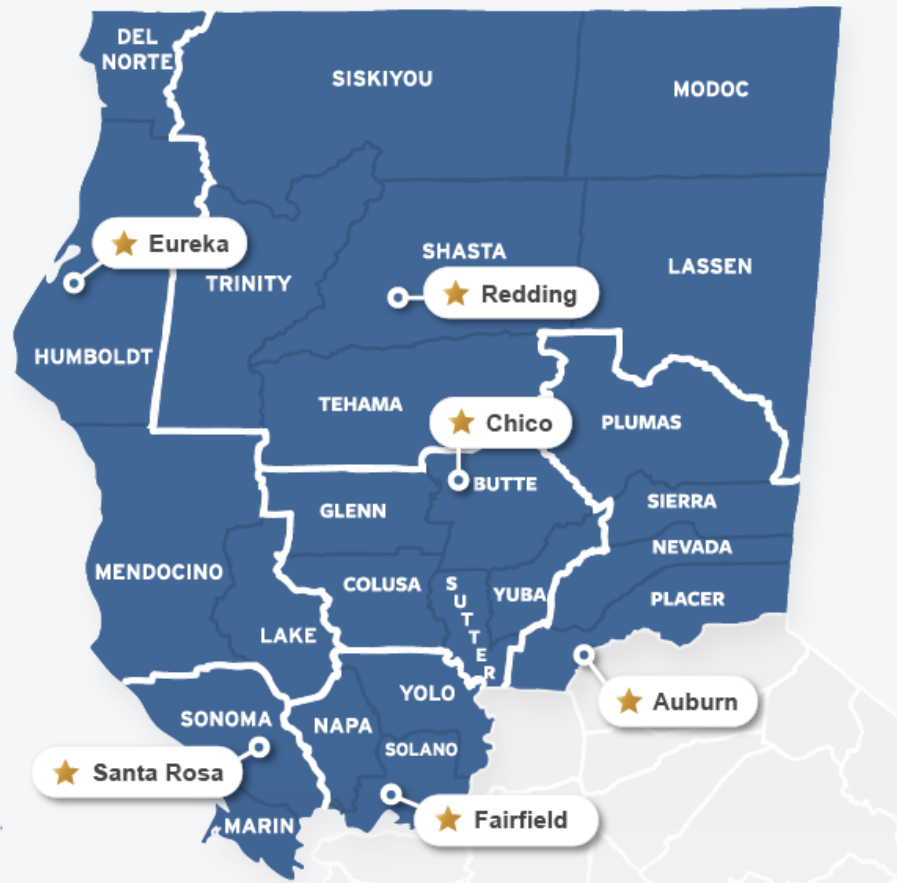 DEL
NORTE
SISKIYOU
MODOC
Eureka
TRINITY
SHASTA
LASSEN
Redding
HUMBOLDT
TEHAMA
Chico
PLUMAS
BUTTE
GLENN
SIERRA
NEVADA
MENDOCINO
COLUSA
SUTTER
YUBA
PLACER
LAKE
YOLO
Auburn
SONOMA
NAPA
SOLANO
Santa Rosa
Fairfield
MARIN